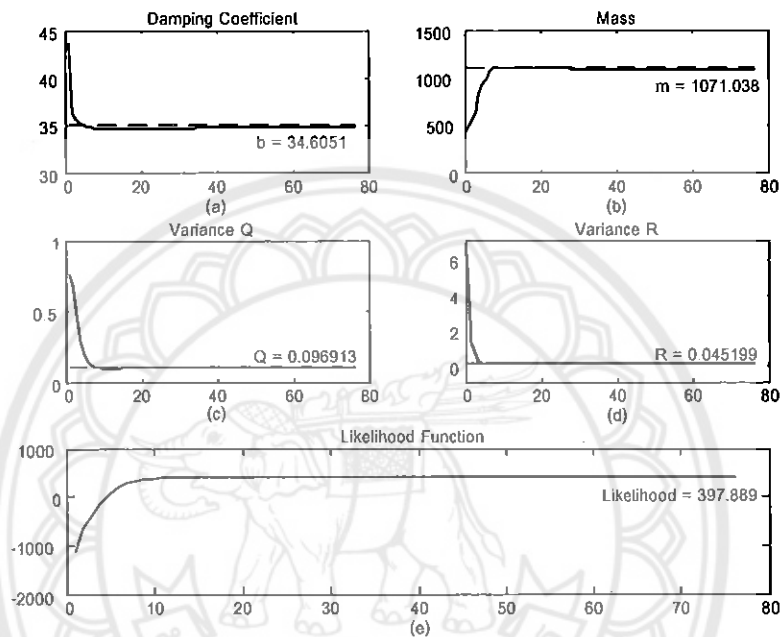 Damping Coefficient
45
40
35
30
b = 34.6051
0 20 40 60 80
(a)
Mass
1500
1000
500
0
m = 1071.038
0 20 40 60 80
(b)
Variance Q
1
0.5
0
Q = 0.096913
0 20 40 60 80
(c)
Variance R
6
4
2
0
R = 0.045199
0 20 40 60 80
(d)
Likelihood Function
1000
0
-1000
-2000
Likelihood = 397.889
0 10 20 30 40 50 60 70 80
(e)